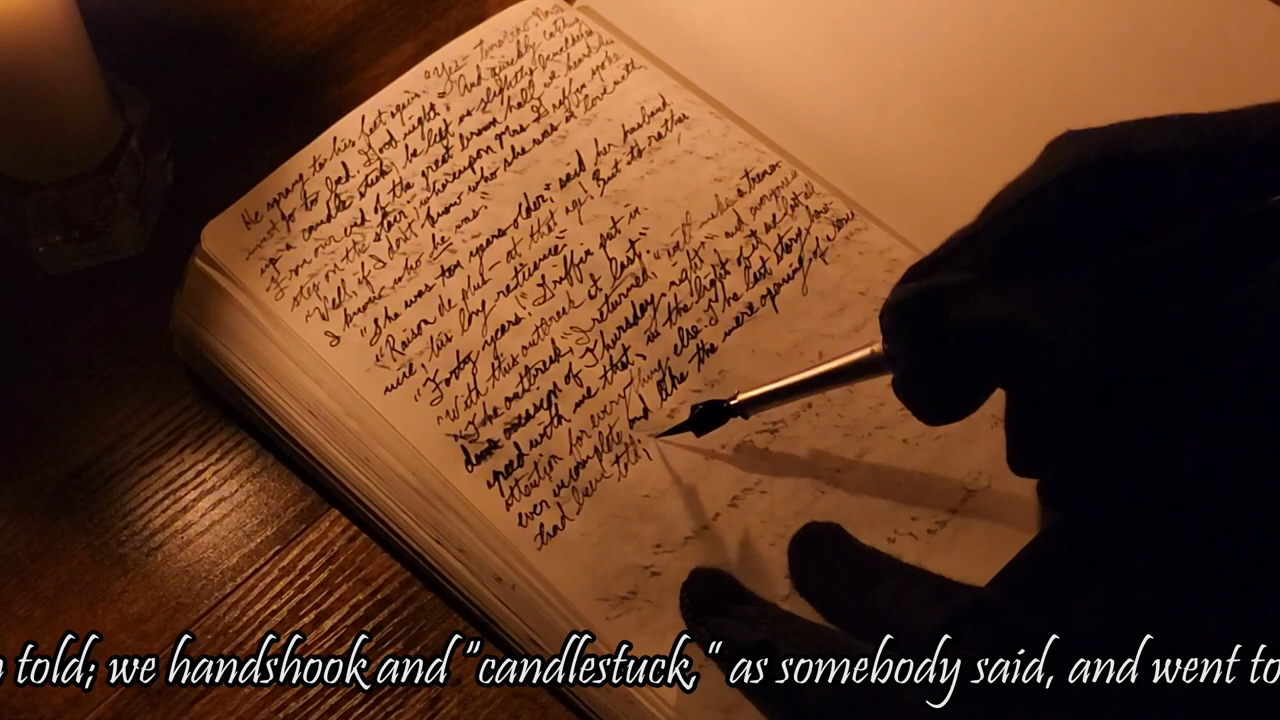 He sprang to his feet again. "Yes—tomorrow. Now I
must go to bed. Good night." And quickly catching
up a candlestick, he left us slightly bewildered.
From our end of the great brown hall we heard his
step on the stair; whereupon Mrs. Griffin spoke.
"Well, if I don't know who she was in love with,
I know who he was."
"She was ten years older," said her husband.
"Raison de plus—at that age! But it's rather
nice, his long reticence."
"Forty years!" Griffin put in.
"With this outbreak at last."
"The outbreak," I returned, "will make a tremen-
dous occasion of Thursday night;" and everyone
agreed with me that, in the light of it, we lost all
attention for everything else. The last story, how-
ever incomplete and like the mere opening of a serial,
had been told;
told; we handshook and "candlestuck," as somebody said, and went to